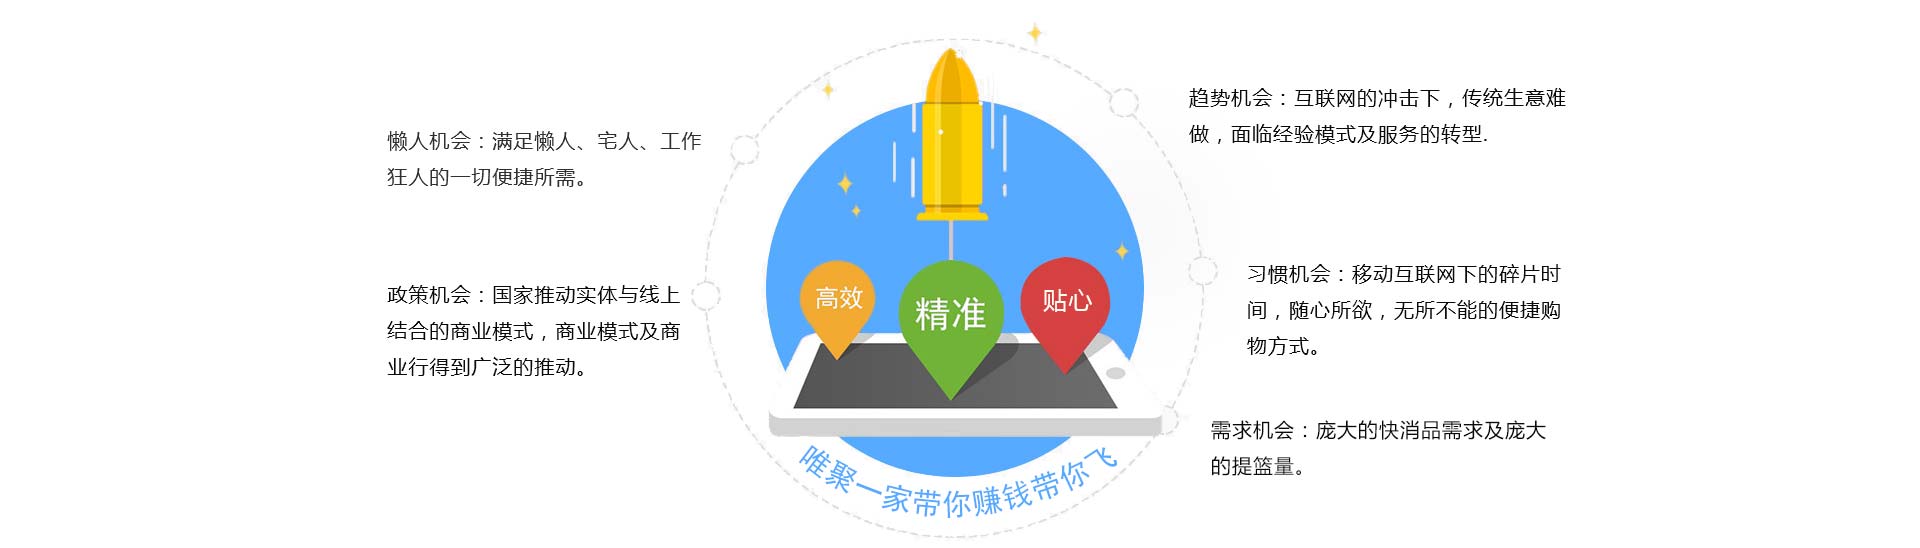 懒人机会：满足懒人、宅人、工作
狂人的一切便捷所需。
政策机会：国家推动实体与线上
结合的商业模式，商业模式及商
业行得到广泛的推动。
高效
精准
贴心
唯聚一家带你赚钱带你飞
趋势机会：互联网的冲击下，传统生意难
做，面临经验模式及服务的转型.
习惯机会：移动互联网下的碎片时
间，随心所欲，无所不能的便捷购
物方式。
需求机会：庞大的快消品需求及庞大
的提篮量。